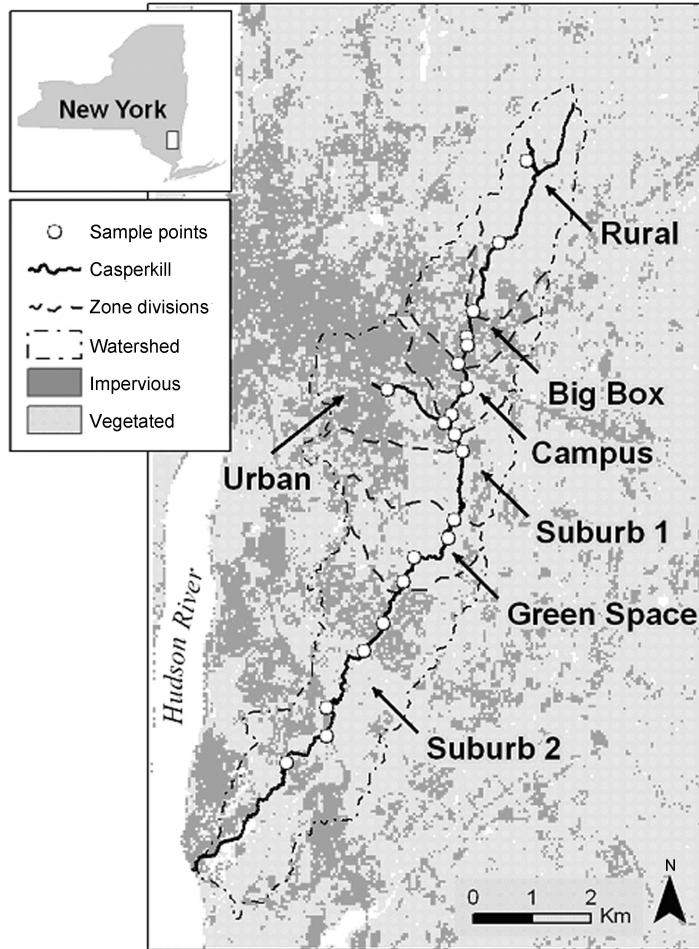 New York
Sample points
Casperkill
Zone divisions
Watershed
Impervious
Vegetated
Rural
Big Box
Campus
Urban
Suburb 1
Green Space
Hudson River
Suburb 2
N
0 1 2
Km